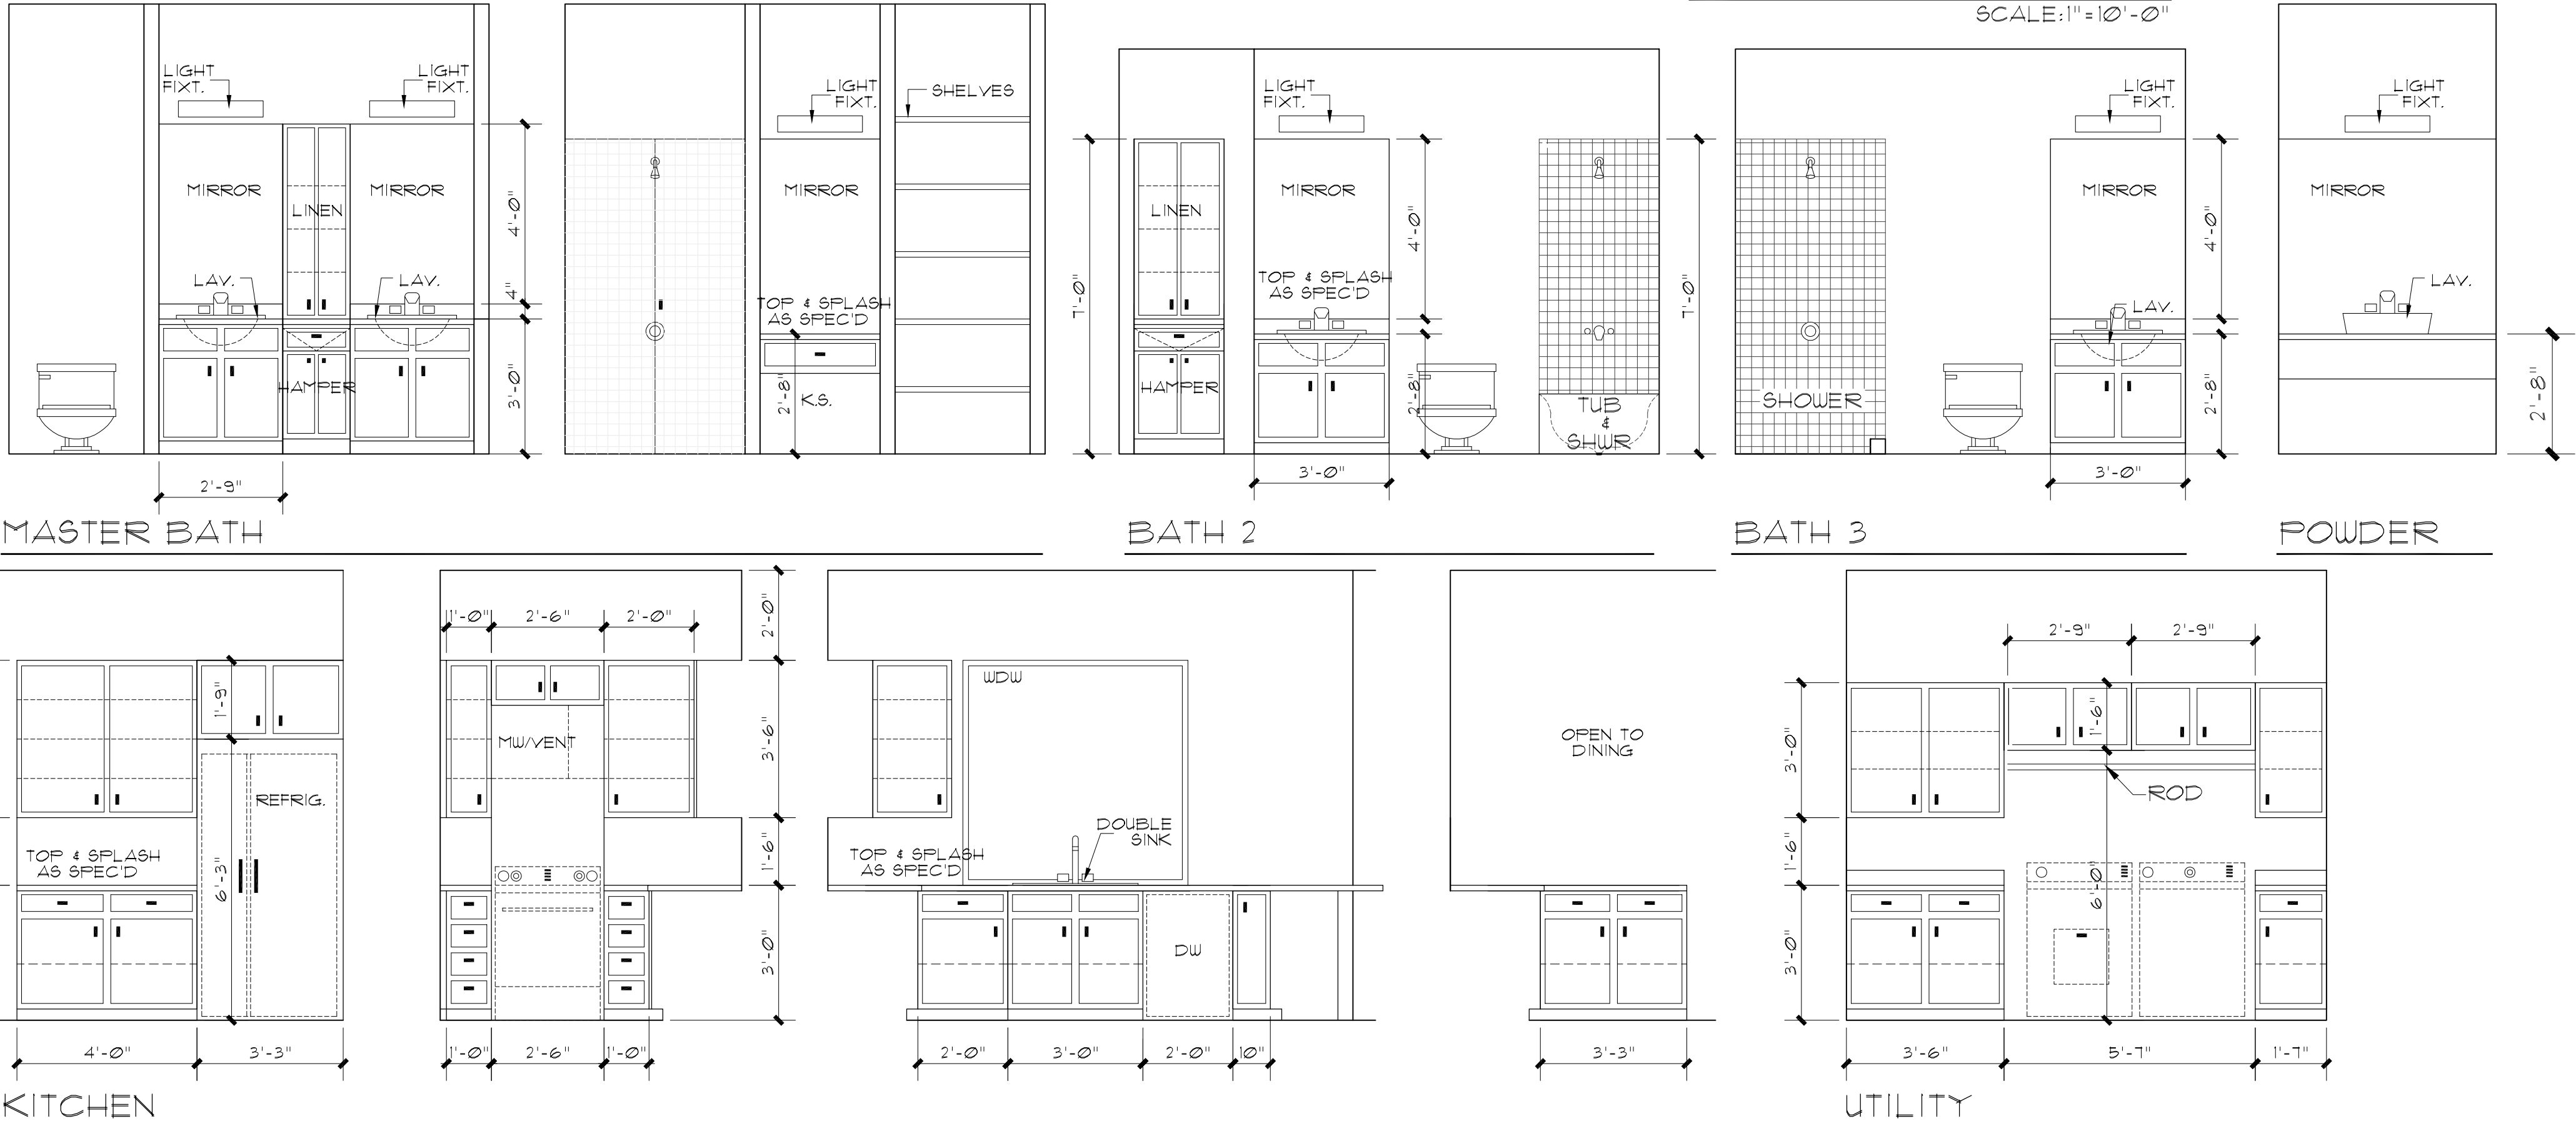 SCALE:1"=10'-0"
LIGHT
FIXT.
LIGHT
FIXT.
MIRROR
MIRROR
LINEN
LAV.
LAV.
HAMPER
4'-0"
4"
3'-0"
2'-9"
LIGHT
FIXT.
SHELVES
MIRROR
TOP & SPLASH
AS SPEC'D
2'-8"
K.S.
MASTER BATH
7'-0"
LINEN
HAMPER
LIGHT
FIXT.
MIRROR
TOP & SPLASH
AS SPEC'D
4'-0"
2'-8"
TUB
&
SHWR
7'-0"
3'-0"
BATH 2
SHOWER
LIGHT
FIXT.
MIRROR
LAV.
4'-0"
2'-8"
3'-0"
BATH 3
LIGHT
FIXT.
MIRROR
LAV.
2'-8"
POWDER
1'-9"
REFRIG.
TOP & SPLASH
AS SPEC'D
6'-3"
4'-0"
3'-3"
1'-0"
2'-6"
2'-0"
2'-0"
MW/VENT
3'-6"
1'-6"
3'-0"
1'-0"
2'-6"
1'-0"
WDW
DOUBLE
SINK
TOP & SPLASH
AS SPEC'D
DW
2'-0"
3'-0"
2'-0"
10"
OPEN TO
DINING
3'-3"
KITCHEN
2'-9"
2'-9"
1'-6"
3'-0"
ROD
1'-6"
6'-0"
3'-0"
3'-6"
5'-7"
1'-7"
UTILITY